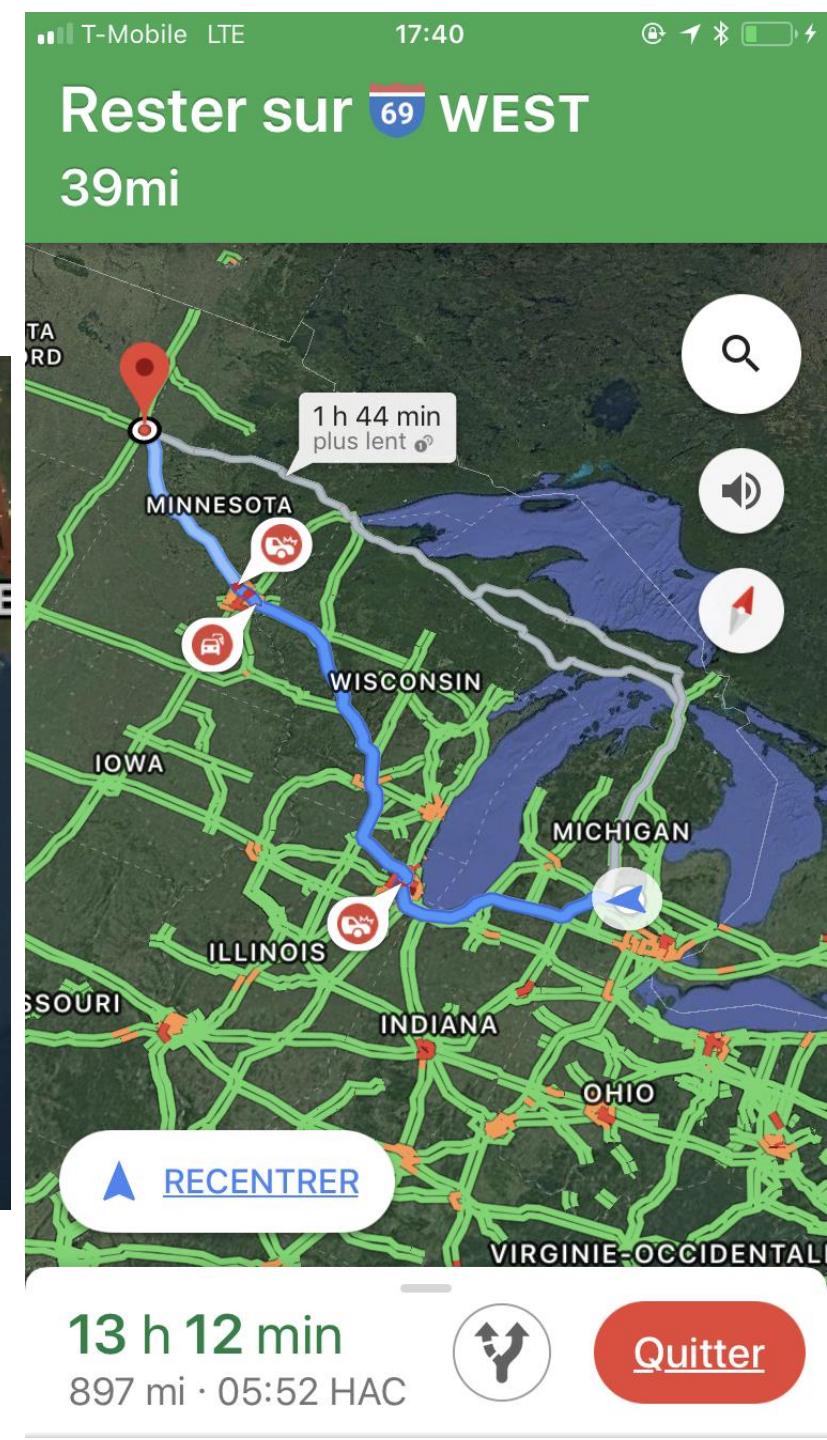 T-Mobile LTE 17:40
Rester sur 69 WEST
39mi
TA
RD
1 h 44 min
plus lent
MINNESOTA
WISCONSIN
IOWA
MICHIGAN
ILLINOIS
SSOURI
INDIANA
OHIO
RECENTRER
VIRGINIE-OCCIDENTAL
13 h 12 min
897 mi · 05:52 HAC
Quitter